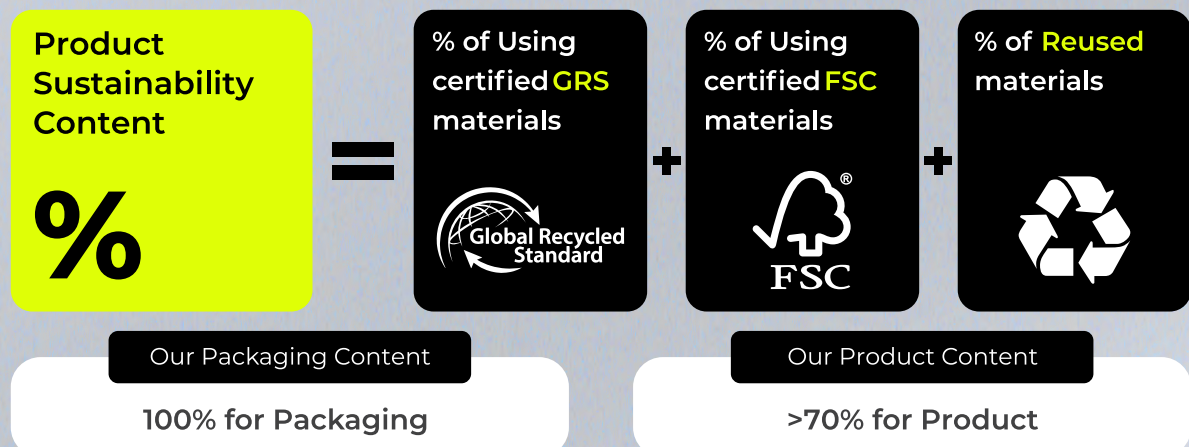 Product
Sustainability
Content
%
=
% of Using
certified GRS
materials
Global Recycled
Standard
+
% of Using
certified FSC
materials
®
FSC
+
% of Reused
materials
Our Packaging Content
100% for Packaging
Our Product Content
>70% for Product